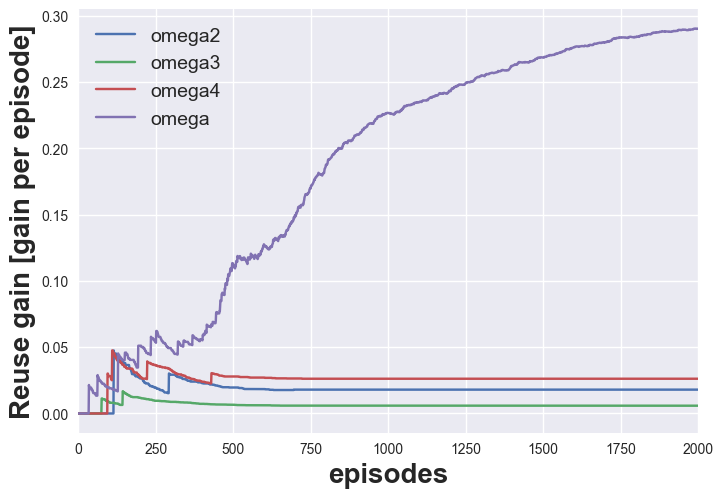 omega2
omega3
omega4
omega
Reuse gain [gain per episode]
0.30
0.25
0.20
0.15
0.10
0.05
0.00
0 250 500 750 1000 1250 1500 1750 2000
episodes